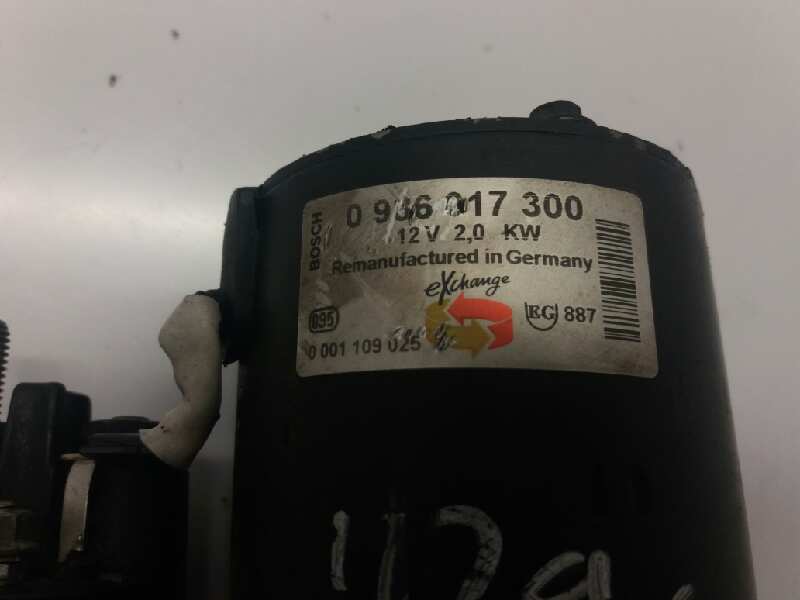 BOSCH
0 986 017 300
12 V 2,0 KW
Remanufactured in Germany
eXchange
095
EG 887
0 001 109 025